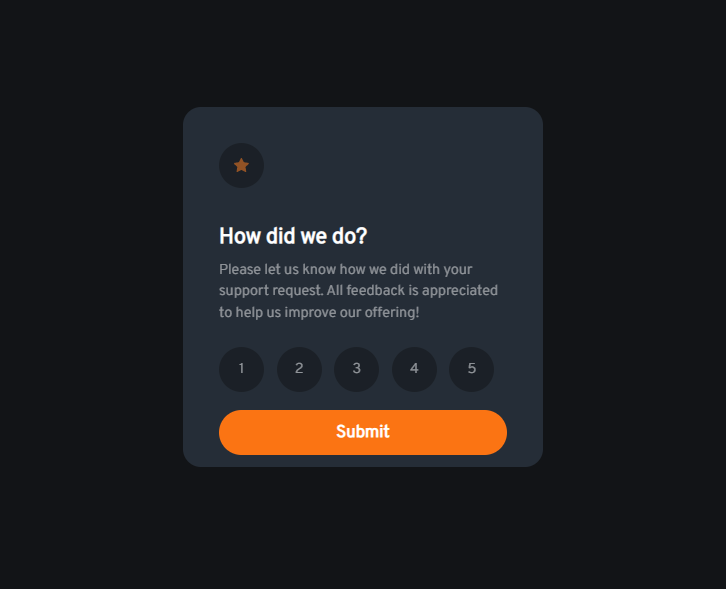 How did we do?
Please let us know how we did with your
support request. All feedback is appreciated
to help us improve our offering!
1 2 3 4 5
Submit